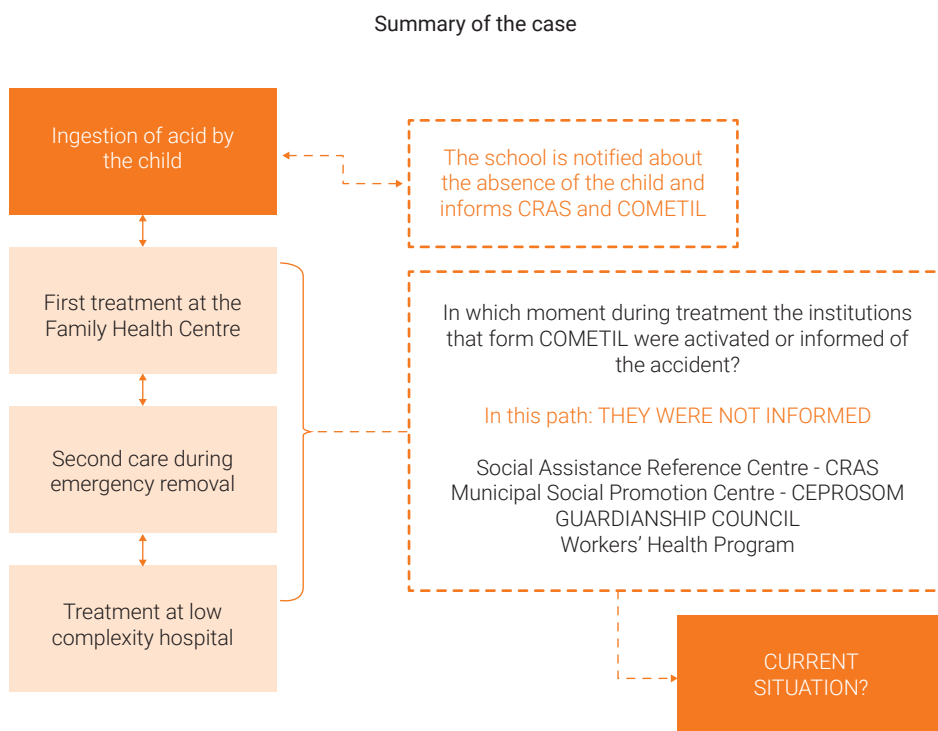 Summary of the case
Ingestion of acid by
the child
The school is notified about
the absence of the child and
informs CRAS and COMETIL
First treatment at the
Family Health Centre
Second care during
emergency removal
Treatment at low
complexity hospital
In which moment during treatment the institutions
that form COMETIL were activated or informed of
the accident?
In this path: THEY WERE NOT INFORMED
Social Assistance Reference Centre - CRAS
Municipal Social Promotion Centre - CEPROSOM
GUARDIANSHIP COUNCIL
Workers’ Health Program
CURRENT
SITUATION?